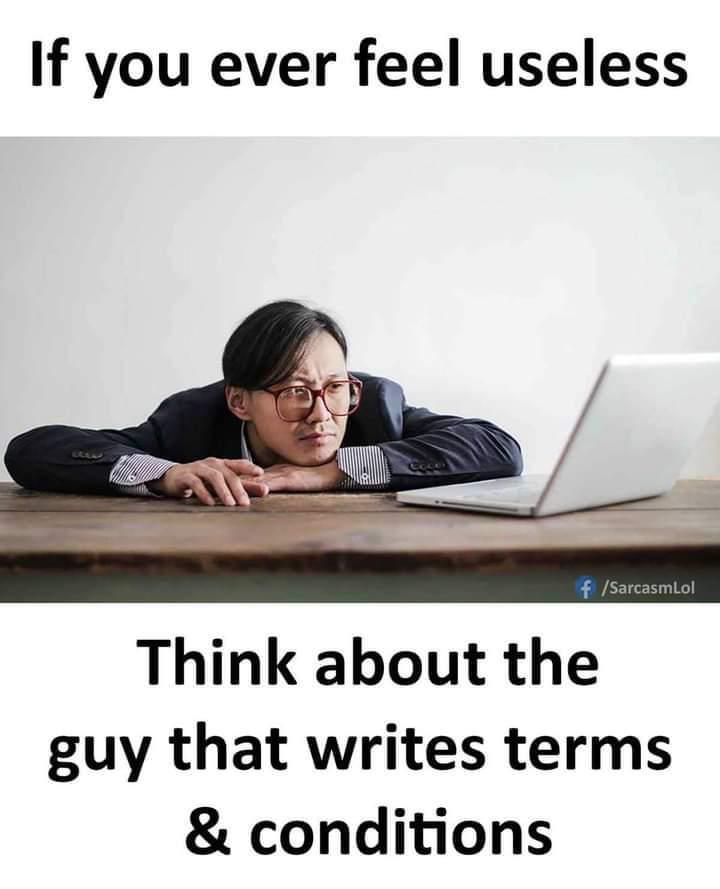 If you ever feel useless
/SarcasmLol
Think about the
guy that writes terms
& conditions